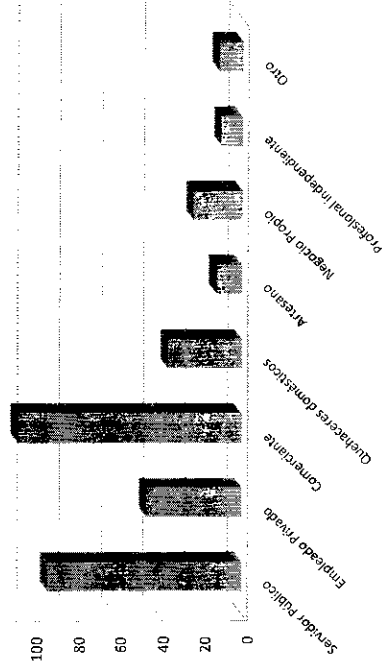 100
80
60
40
20
0
Servidor Público
Empleado Privado
Comerciante
Quehaceres domésticos
Artesano
Negocio Propio
Profesional Independiente
Otro